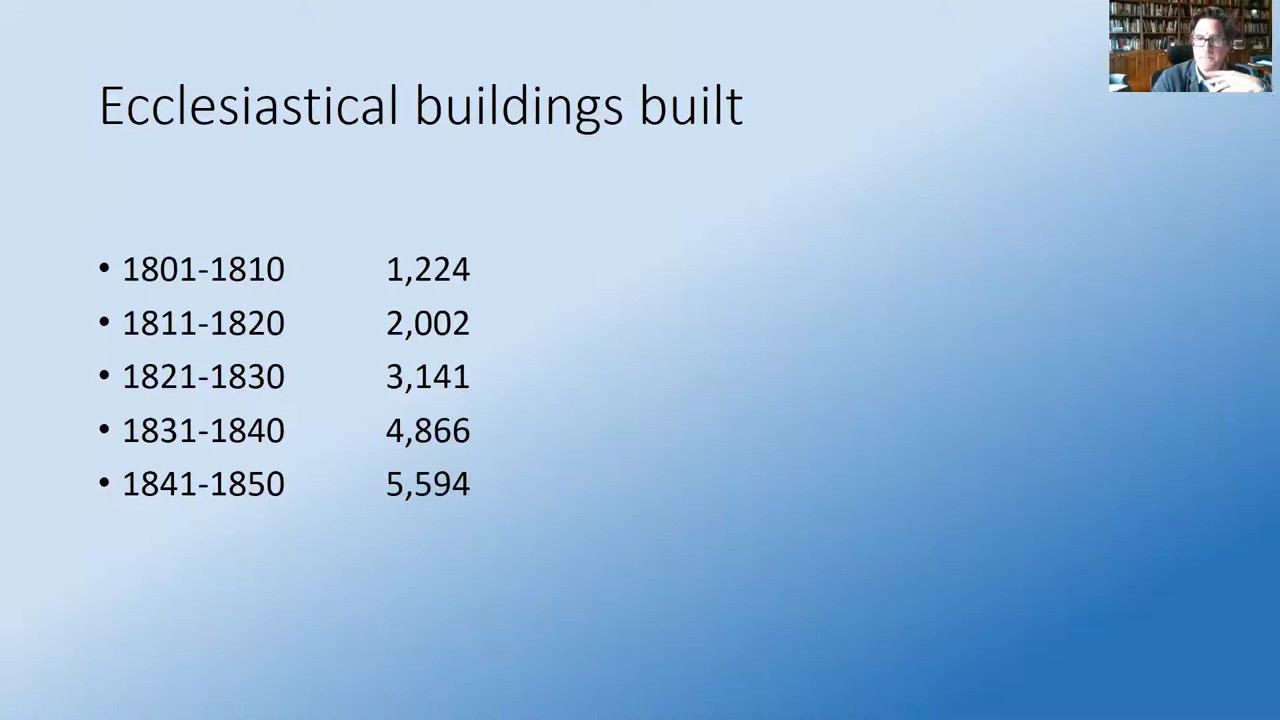 Ecclesiastical buildings built
• 1801-1810 1,224
• 1811-1820 2,002
• 1821-1830 3,141
• 1831-1840 4,866
• 1841-1850 5,594